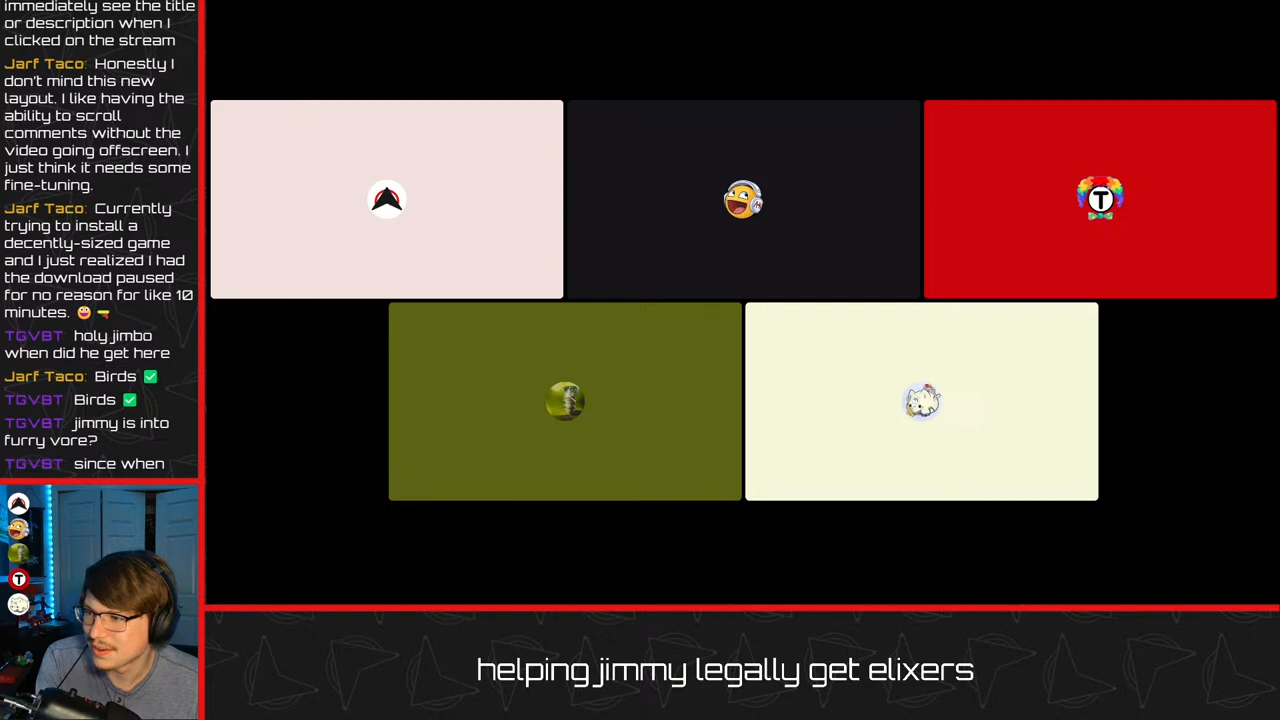 immediately see the title
or description when I
clicked on the stream
Jarf Taco: Honestly I
don't mind this new
layout. I like having the
ability to scroll
comments without the
video going offscreen. I
just think it needs some
fine-tuning.
Jarf Taco: Currently
trying to install a
decently-sized game
and I just realized I had
the download paused
for no reason for like 10
minutes.
TGVBT holy jimbo
when did he get here
Jarf Taco: Birds ✅
TGVBT Birds ✅
TGVBT jimmy is into
furry vore?
TGVBT since when
T
T
helping jimmy legally get elixers